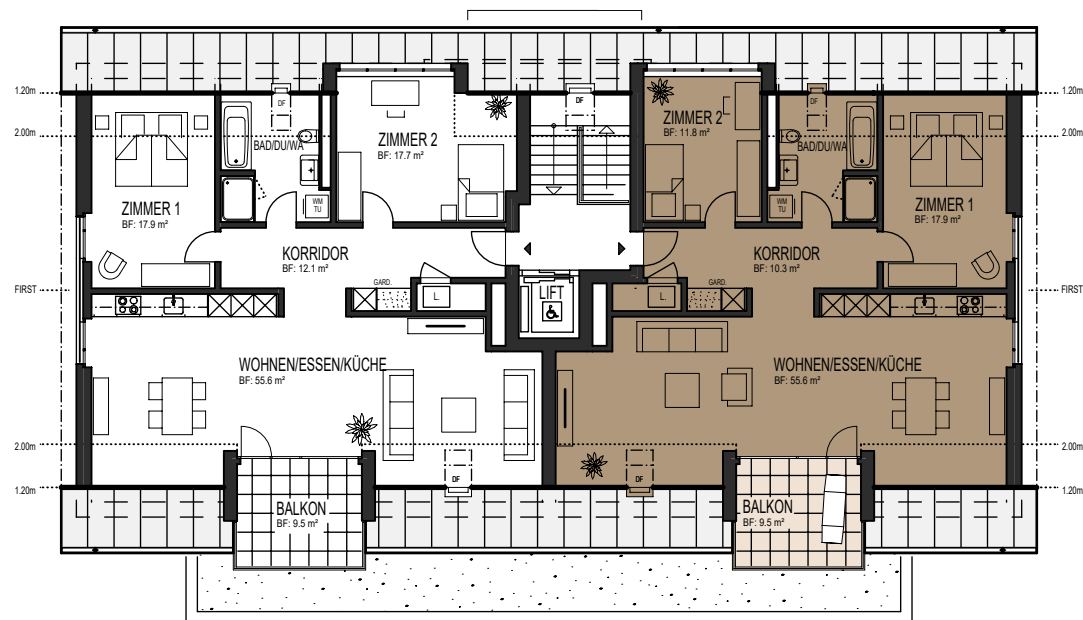 1.20m
1.20m
DF
DF
DF
2.00m
2.00m
ZIMMER 2
BF: 17.7 m²
ZIMMER 2
BF: 11.8 m²
BAD/DU/WA
BAD/DU/WA
ZIMMER 1
BF: 17.9 m²
WM
TU
WM
TU
ZIMMER 1
BF: 17.9 m²
KORRIDOR
BF: 12.1 m²
KORRIDOR
BF: 10.3 m²
FIRST
GARD.
L.
LIFT
L.
GARD.
FIRST
WOHNEN/ESSEN/KÜCHE
BF: 55.6 m²
WOHNEN/ESSEN/KÜCHE
BF: 55.6 m²
2.00m
2.00m
DF
DF
1.20m
1.20m
BALKON
BF: 9.5 m²
BALKON
BF: 9.5 m²